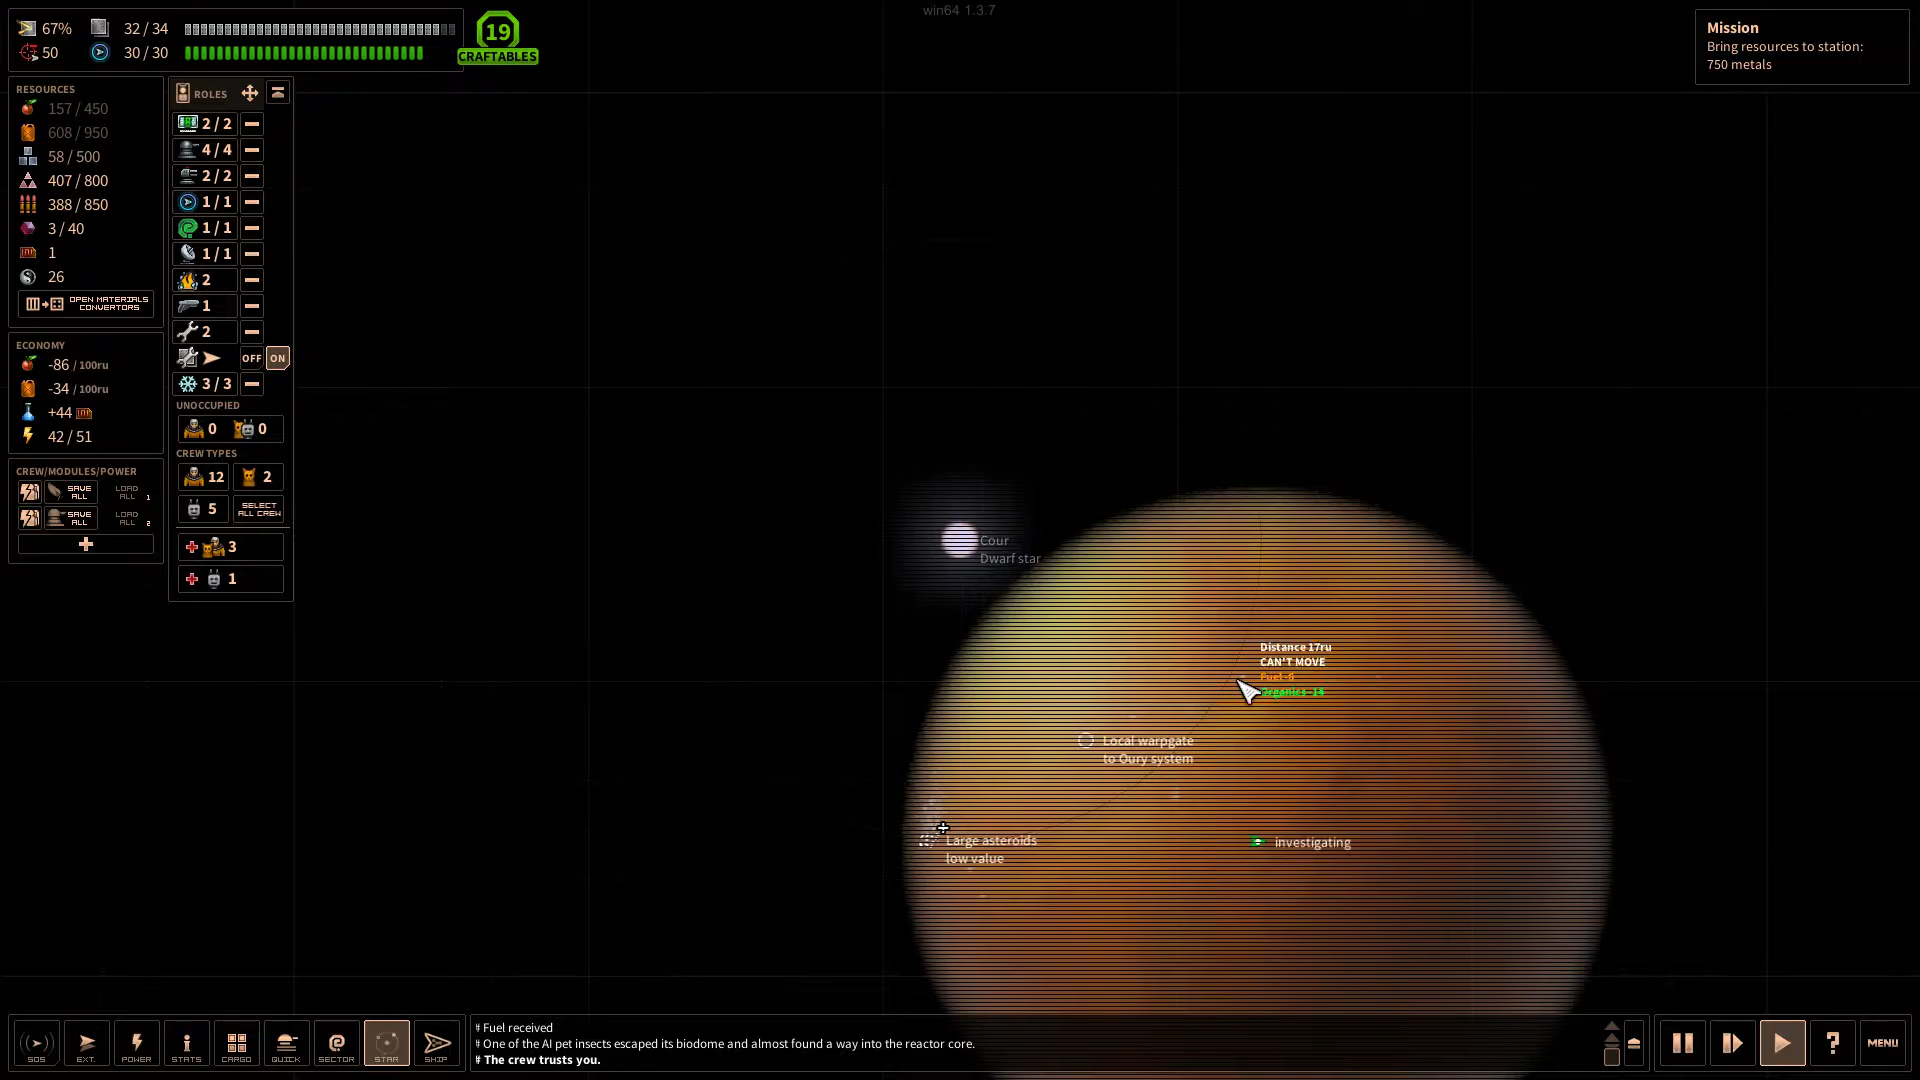 win64 1.3.7
67%
32 / 34
50
30 / 30
19
CRAFTABLES
Mission
Bring resources to station:
750 metals
RESOURCES
157 / 450
608 / 950
58 / 500
407 / 800
388 / 850
3 / 40
1
26
OPEN MATERIALS
CONVERTORS
ECONOMY
-86 / 100ru
-34 / 100ru
+44
42 / 51
CREW/MODULES/POWER
SAVE ALL
LOAD ALL 1
SAVE ALL
LOAD ALL 2
ROLES
2 / 2
4 / 4
2 / 2
1 / 1
1 / 1
1 / 1
2
1
2
OFF
ON
3 / 3
UNOCCUPIED
0
0
CREW TYPES
12
2
5
SELECT
ALL CREW
3
1
Cour
Dwarf star
Distance 17ru
CAN'T MOVE
Local warpgate
to Oury system
Large asteroids
low value
investigating
SOS
EXT.
POWER
STATS
CARGO
QUICK
SECTOR
STAR
SHIP
Fuel received
One of the AI pet insects escaped its biodome and almost found a way into the reactor core.
The crew trusts you.
?
MENU